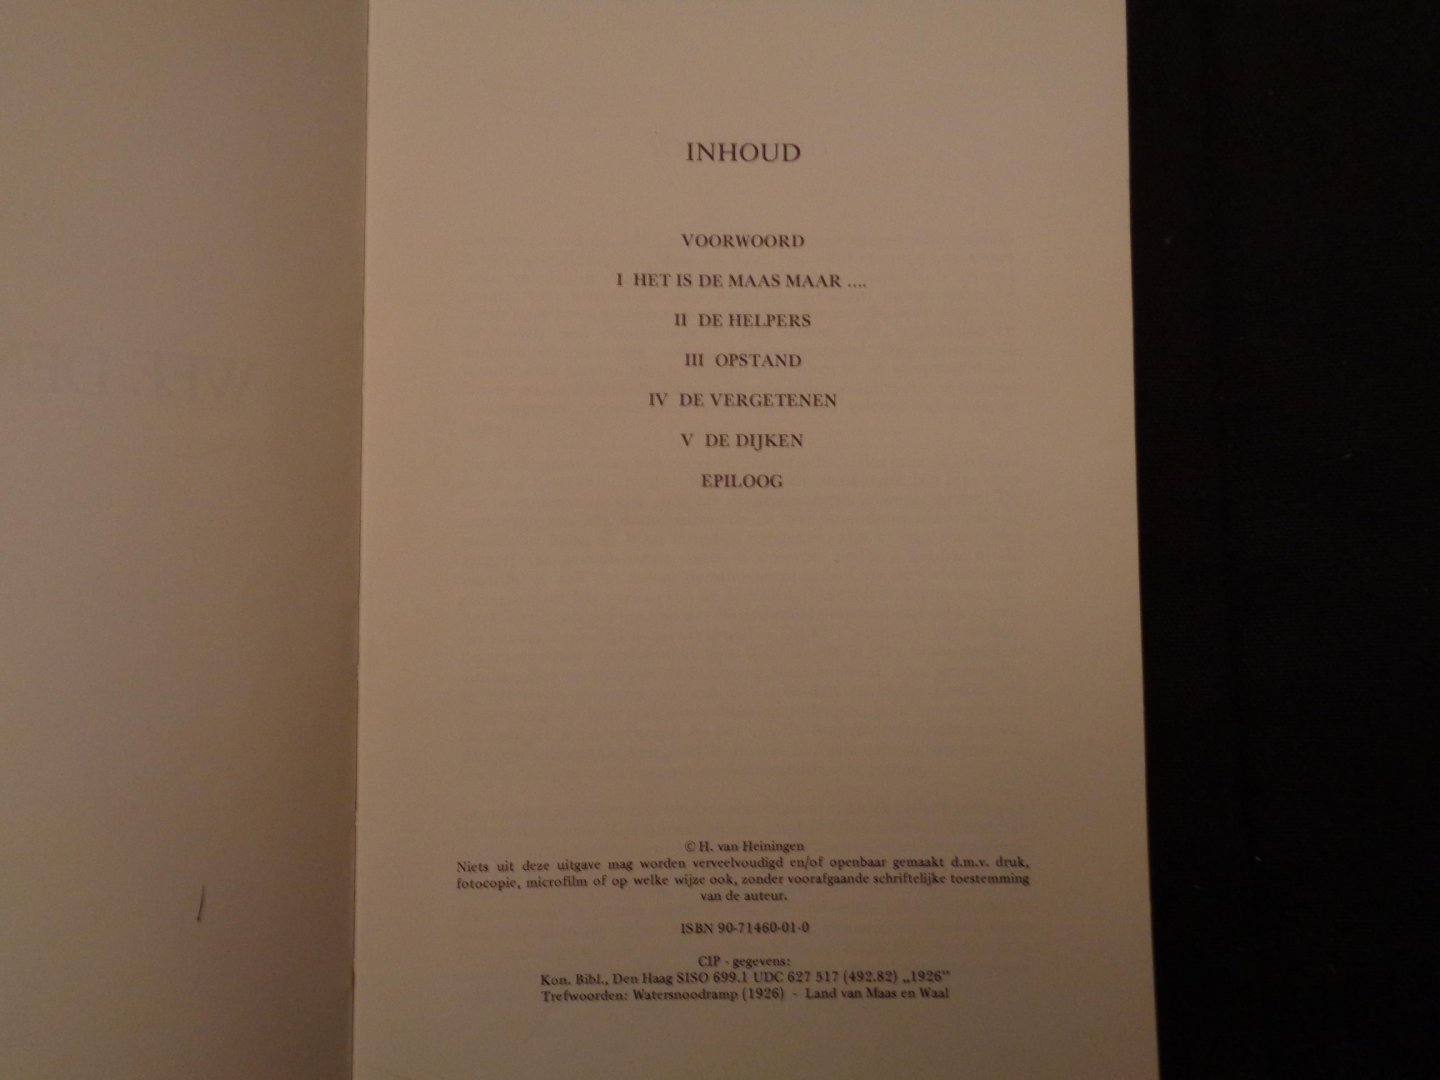 INHOUD
VOORWOORD
I HET IS DE MAAS MAAR ....
II DE HELPERS
III OPSTAND
IV DE VERGETENEN
V DE DIJKEN
EPILOOG
© H. van Heiningen
Niets uit deze uitgave mag worden verveelvoudigd en/of openbaar gemaakt d.m.v. druk,
fotocopie, microfilm of op welke wijze ook, zonder voorafgaande schriftelijke toestemming
van de auteur.
ISBN 90-71460-01-0
CIP - gegevens:
Kon. Bibl., Den Haag SISO 699.1 UDC 627 517 (492.82) „1926”
Trefwoorden: Watersnoodramp (1926) - Land van Maas en Waal